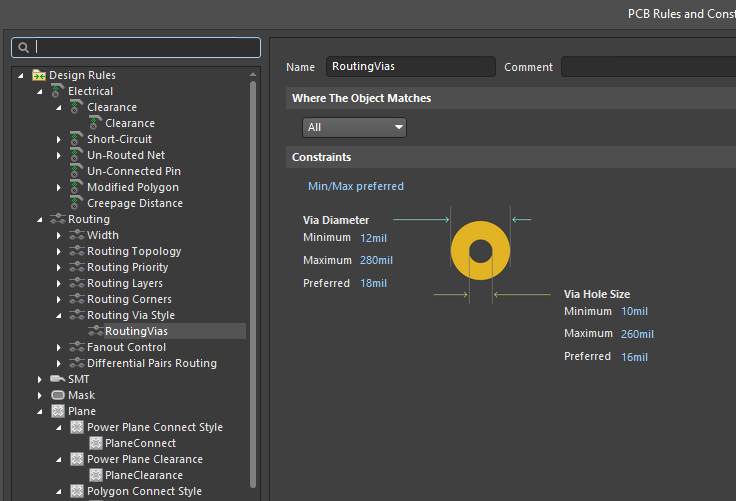 PCB Rules and Const
Design Rules
Electrical
Clearance
Clearance
Short-Circuit
Un-Routed Net
Un-Connected Pin
Modified Polygon
Creepage Distance
Routing
Width
Routing Topology
Routing Priority
Routing Layers
Routing Corners
Routing Via Style
RoutingVias
Fanout Control
Differential Pairs Routing
SMT
Mask
Plane
Power Plane Connect Style
PlaneConnect
Power Plane Clearance
PlaneClearance
Polygon Connect Style
Name RoutingVias Comment
Where The Object Matches
All
Constraints
Min/Max preferred
Via Diameter
Minimum 12mil
Maximum 280mil
Preferred 18mil
Via Hole Size
Minimum 10mil
Maximum 260mil
Preferred 16mil